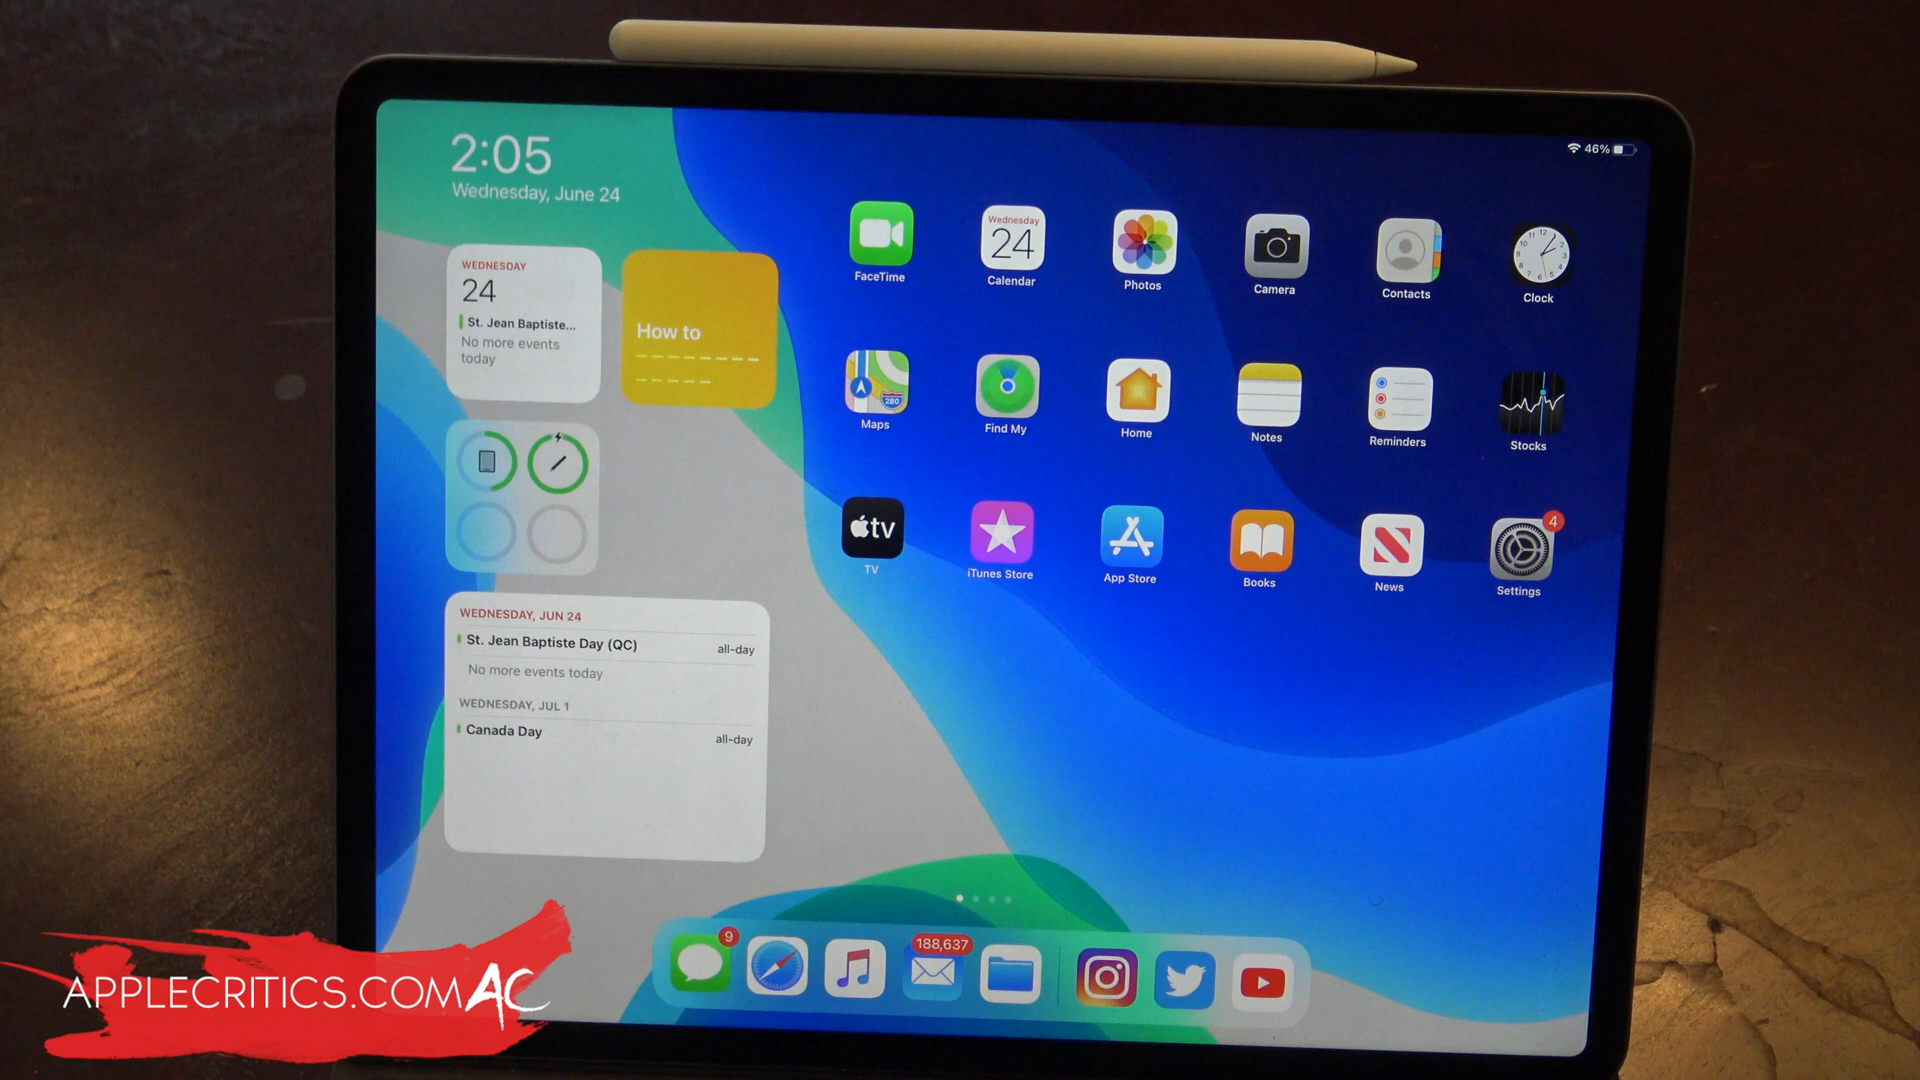 2:05
Wednesday, June 24
46%
WEDNESDAY
24
St. Jean Baptiste...
No more events
today
How to
WEDNESDAY, JUN 24
St. Jean Baptiste Day (QC)
all-day
No more events today
WEDNESDAY, JUL 1
Canada Day
all-day
FaceTime
Wednesday
24
Calendar
Photos
Camera
Contacts
Clock
280
Maps
Find My
Home
Notes
Reminders
Stocks
tv
TV
iTunes Store
App Store
Books
News
4
Settings
9
188,637
APPLECRITICS.COM AC